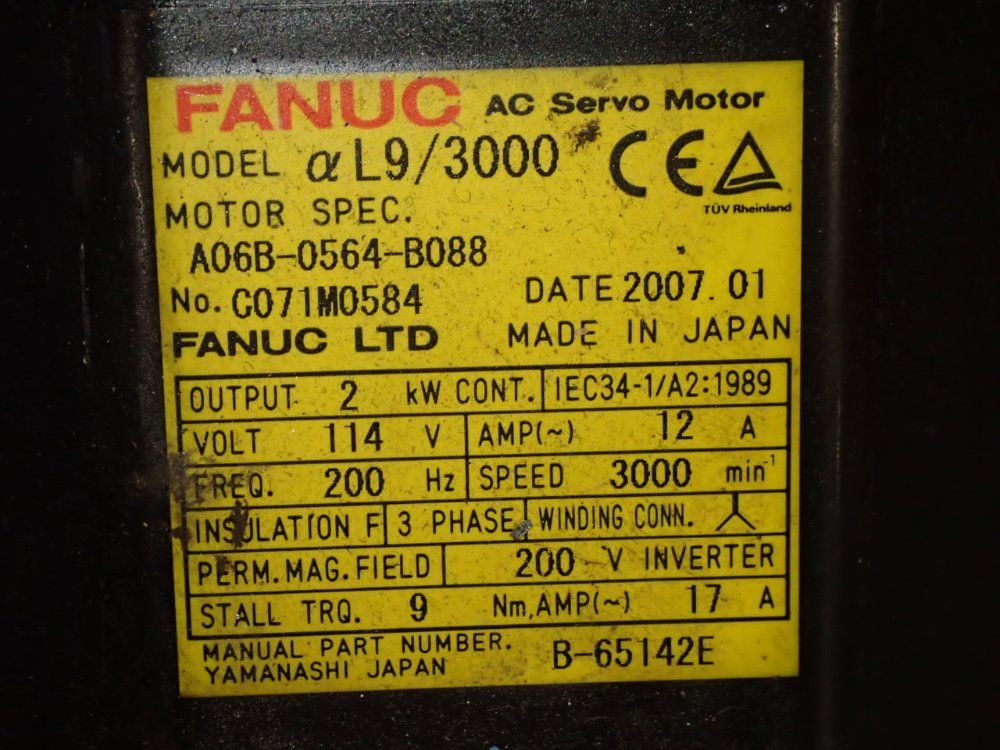 FANUC AC Servo Motor
MODEL α L9/3000 CE
TÜV Rheinland
MOTOR SPEC.
A06B-0564-B088
No. C071M0584 DATE 2007.01
FANUC LTD MADE IN JAPAN
OUTPUT 2 kW CONT. IEC34-1/A2:1989
VOLT 114 V AMP(~) 12 A
FREQ. 200 Hz SPEED 3000 min⁻¹
INSULATION F 3 PHASE WINDING CONN.
PERM.MAG.FIELD 200 V INVERTER
STALL TRQ. 9 Nm,AMP(~) 17 A
MANUAL PART NUMBER. B-65142E
YAMANASHI JAPAN